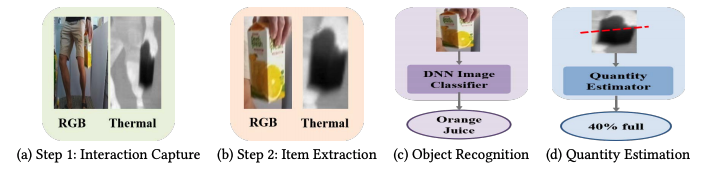 RGB Thermal
(a) Step 1: Interaction Capture
RGB Thermal
(b) Step 2: Item Extraction
DNN Image
Classifier
Orange
Juice
(c) Object Recognition
Quantity
Estimator
40% full
(d) Quantity Estimation